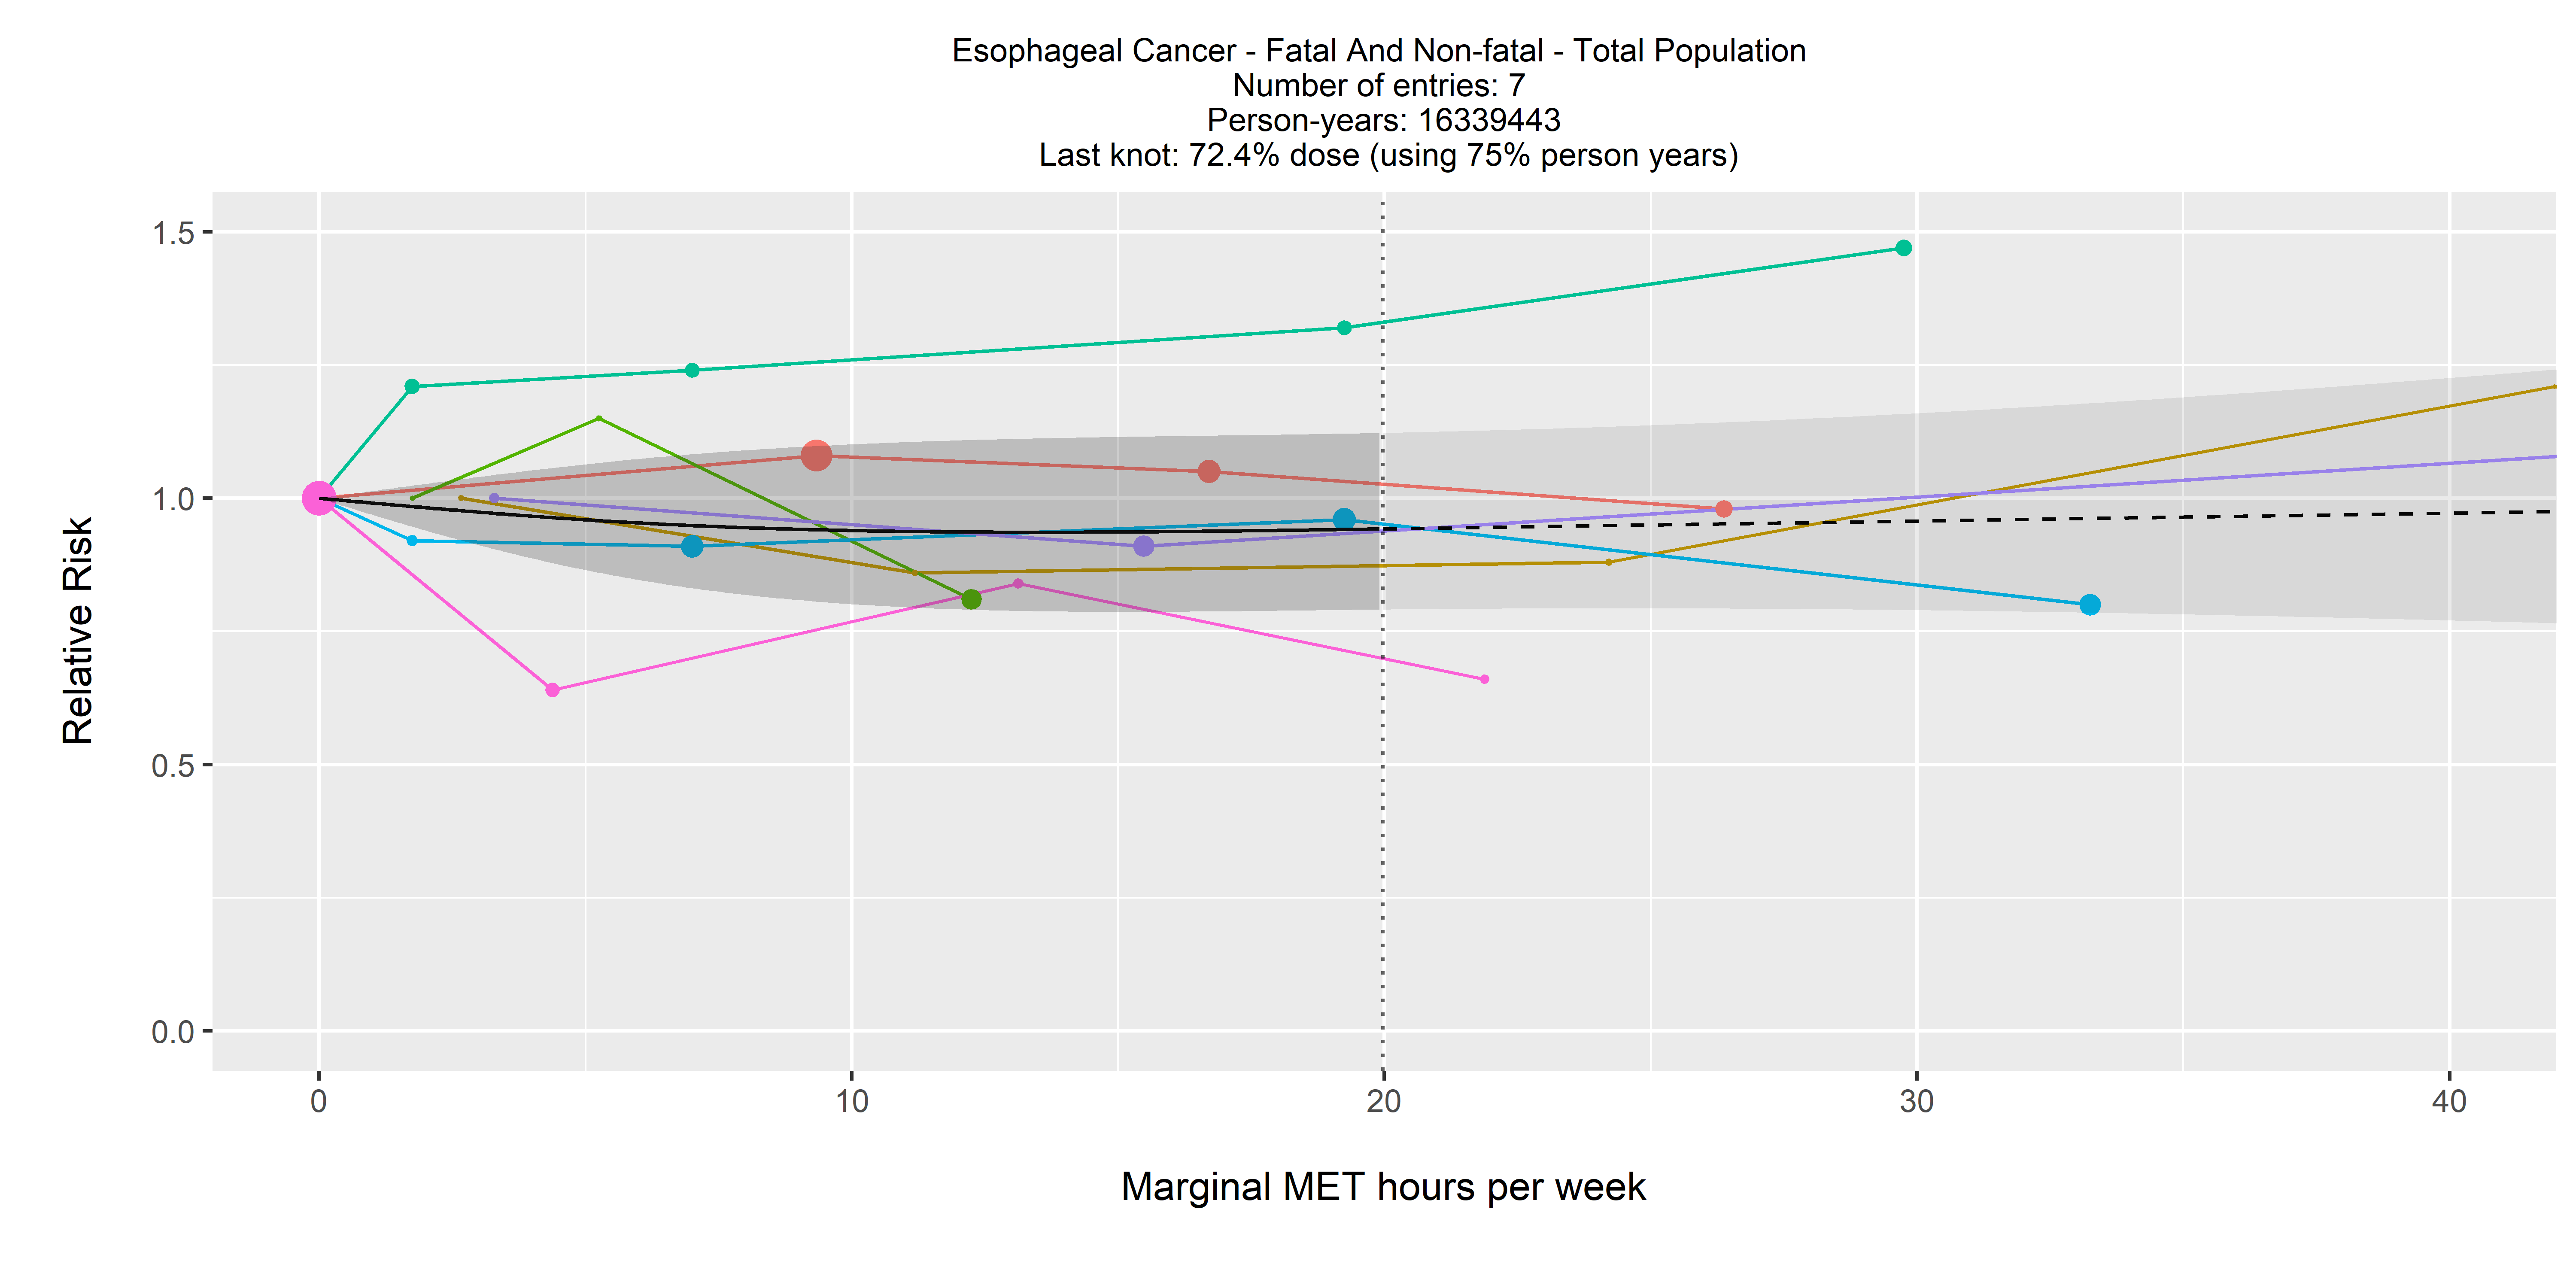 Esophageal Cancer - Fatal And Non-fatal - Total Population
Number of entries: 7
Person-years: 16339443
Last knot: 72.4% dose (using 75% person years)
1.5
1.0
0.5
0.0
Relative Risk
0 10 20 30 40
Marginal MET hours per week